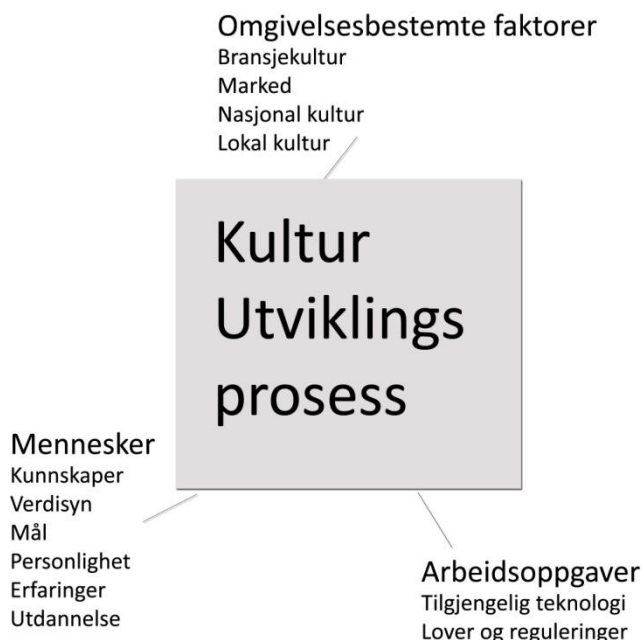 Omgivelsesbestemte faktorer
Bransjekultur
Marked
Nasjonal kultur
Lokal kultur
Kultur
Utviklings
prosess
Mennesker
Kunnskaper
Verdisyn
Mål
Personlighet
Erfaringer
Utdannelse
Arbeidsoppgaver
Tilgjengelig teknologi
Lover og reguleringer